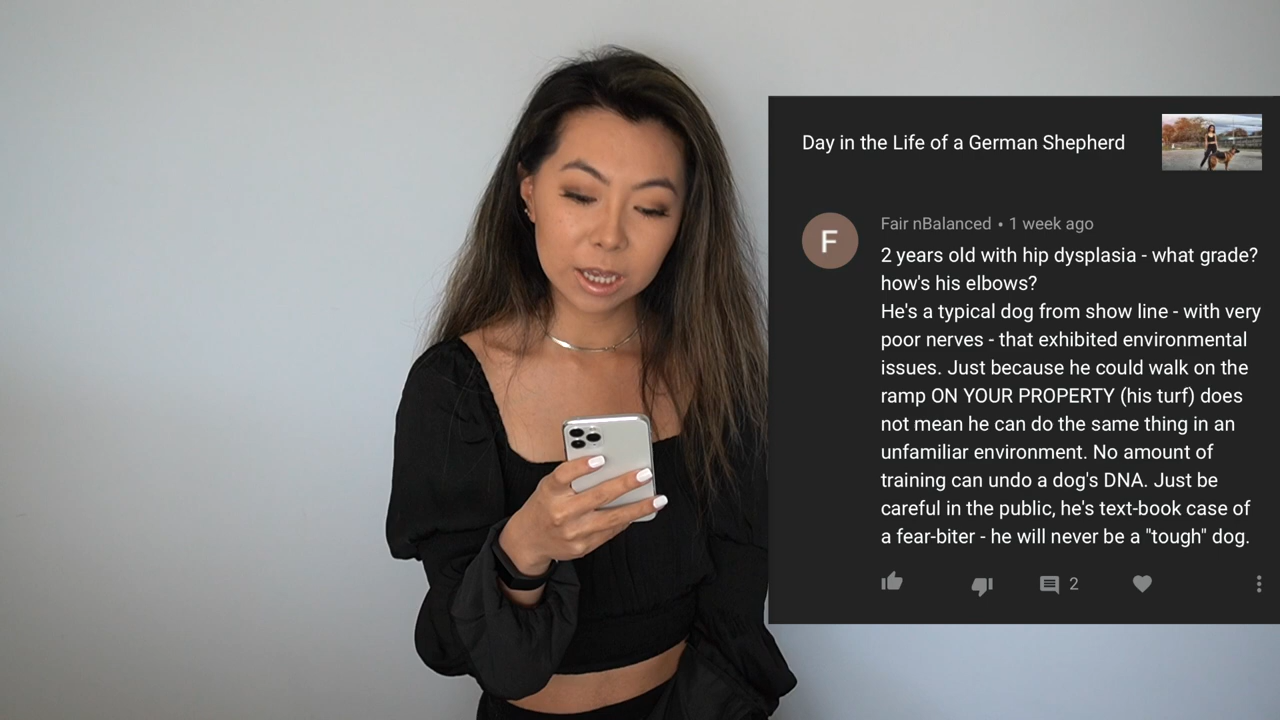 Day in the Life of a German Shepherd
F
Fair nBalanced • 1 week ago
2 years old with hip dysplasia - what grade?
how's his elbows?
He's a typical dog from show line - with very
poor nerves - that exhibited environmental
issues. Just because he could walk on the
ramp ON YOUR PROPERTY (his turf) does
not mean he can do the same thing in an
unfamiliar environment. No amount of
training can undo a dog's DNA. Just be
careful in the public, he's text-book case of
a fear-biter - he will never be a "tough" dog.
2